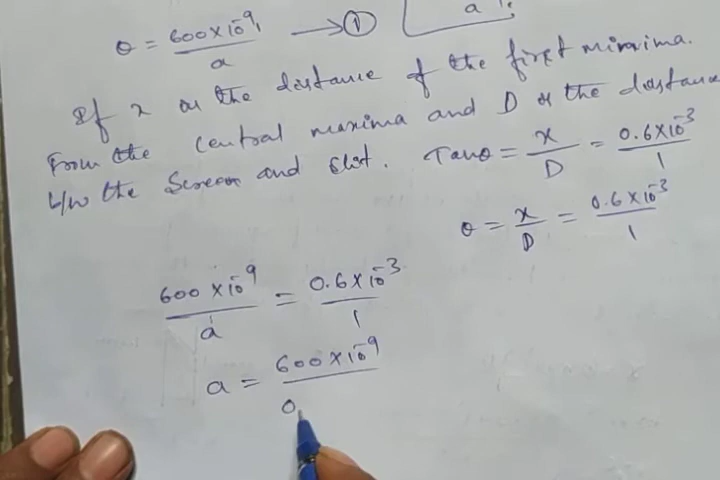 θ = 600×10⁻⁹/a → ① a
If x is the distance of the first minima.
From the central maxima and D is the distance
b/w the Screen and slit. Tanθ = x/D = 0.6×10⁻³/1
θ = x/D = 0.6×10⁻³/1
600×10⁻⁹/a = 0.6×10⁻³/1
a = 600×10⁻⁹/0